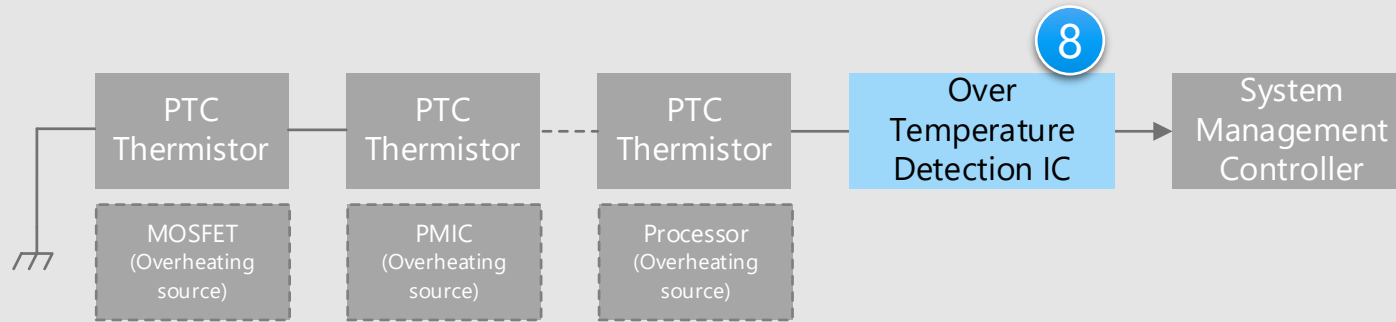 8
PTC
Thermistor
PTC
Thermistor
PTC
Thermistor
Over
Temperature
Detection IC
System
Management
Controller
MOSFET
(Overheating
source)
PMIC
(Overheating
source)
Processor
(Overheating
source)